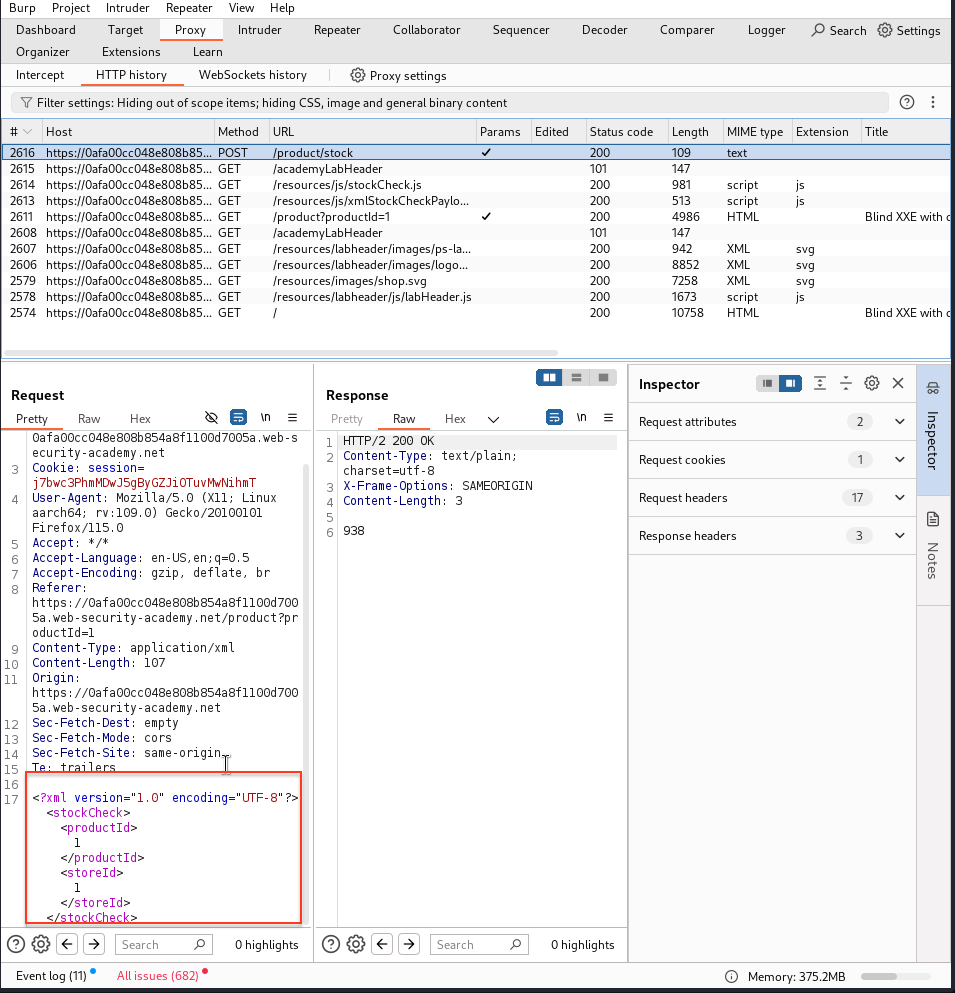 Burp Project Intruder Repeater View Help
Dashboard Target Proxy Intruder Repeater Collaborator Sequencer Decoder Comparer Logger Search Settings
Organizer Extensions Learn
Intercept HTTP history WebSockets history Proxy settings
Filter settings: Hiding out of scope items; hiding CSS, image and general binary content
# Host Method URL Params Edited Status code Length MIME type Extension Title
2616 https://0afa00cc048e808b85... POST /product/stock ✓ 200 109 text
2615 https://0afa00cc048e808b85... GET /academyLabHeader 101 147
2614 https://0afa00cc048e808b85... GET /resources/js/stockCheck.js 200 981 script js
2613 https://0afa00cc048e808b85... GET /resources/js/xmlStockCheckPaylo... 200 513 script js
2611 https://0afa00cc048e808b85... GET /product?productId=1 ✓ 200 4986 HTML Blind XXE with
2608 https://0afa00cc048e808b85... GET /academyLabHeader 101 147
2607 https://0afa00cc048e808b85... GET /resources/labheader/images/ps-la... 200 942 XML svg
2606 https://0afa00cc048e808b85... GET /resources/labheader/images/logo... 200 8852 XML svg
2579 https://0afa00cc048e808b85... GET /resources/images/shop.svg 200 7258 XML svg
2578 https://0afa00cc048e808b85... GET /resources/labheader/js/labHeader.js 200 1673 script js
2574 https://0afa00cc048e808b85... GET / 200 10758 HTML Blind XXE with
Request
Pretty Raw Hex \n
0afa00cc048e808b854a8f1100d7005a.web-s
ecurity-academy.net
3 Cookie: session=
j7bwc3PhmMDwJ5gByGZJiOTuvMwNihmT
4 User-Agent: Mozilla/5.0 (X11; Linux
aarch64; rv:109.0) Gecko/20100101
Firefox/115.0
5 Accept: */*
6 Accept-Language: en-US,en;q=0.5
7 Accept-Encoding: gzip, deflate, br
8 Referer:
https://0afa00cc048e808b854a8f1100d700
5a.web-security-academy.net/product?pr
oductId=1
9 Content-Type: application/xml
10 Content-Length: 107
11 Origin:
https://0afa00cc048e808b854a8f1100d700
5a.web-security-academy.net
12 Sec-Fetch-Dest: empty
13 Sec-Fetch-Mode: cors
14 Sec-Fetch-Site: same-origin
15 Te: trailers
16
17 <?xml version="1.0" encoding="UTF-8"?>
<stockCheck>
<productId>
1
</productId>
<storeId>
1
</storeId>
</stockCheck>
Search 0 highlights
Response
Pretty Raw Hex \n
1 HTTP/2 200 OK
2 Content-Type: text/plain;
charset=utf-8
3 X-Frame-Options: SAMEORIGIN
4 Content-Length: 3
5
6 938
Search 0 highlights
Inspector
Request attributes 2
Request cookies 1
Request headers 17
Response headers 3
Inspector
Notes
Event log (11) All issues (682) Memory: 375.2MB